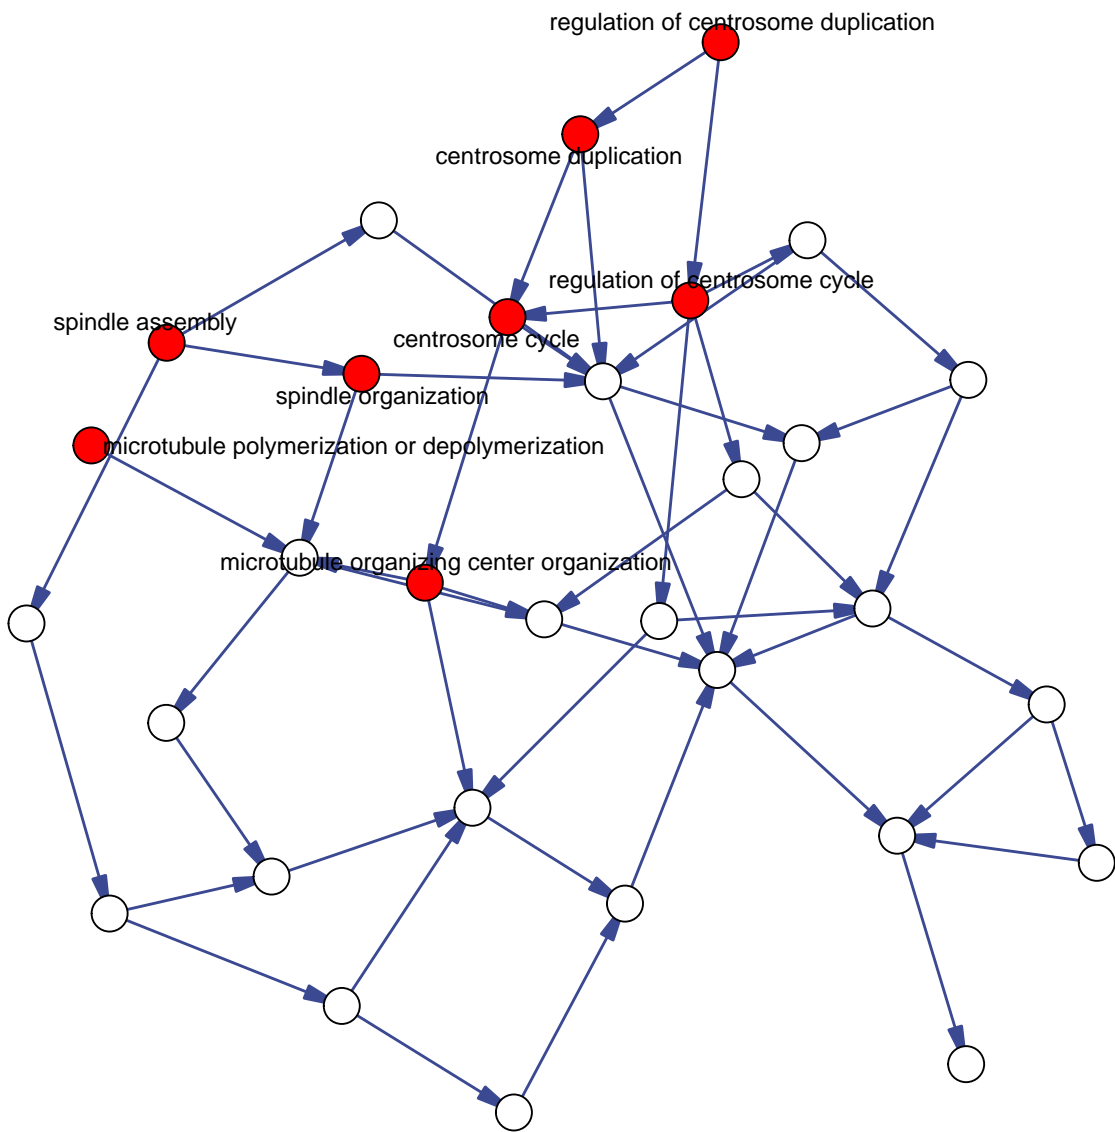 regulation of centrosome duplication
centrosome duplication
regulation of centrosome cycle
spindle assembly
centrosome cycle
spindle organization
microtubule polymerization or depolymerization
microtubule organizing center organization